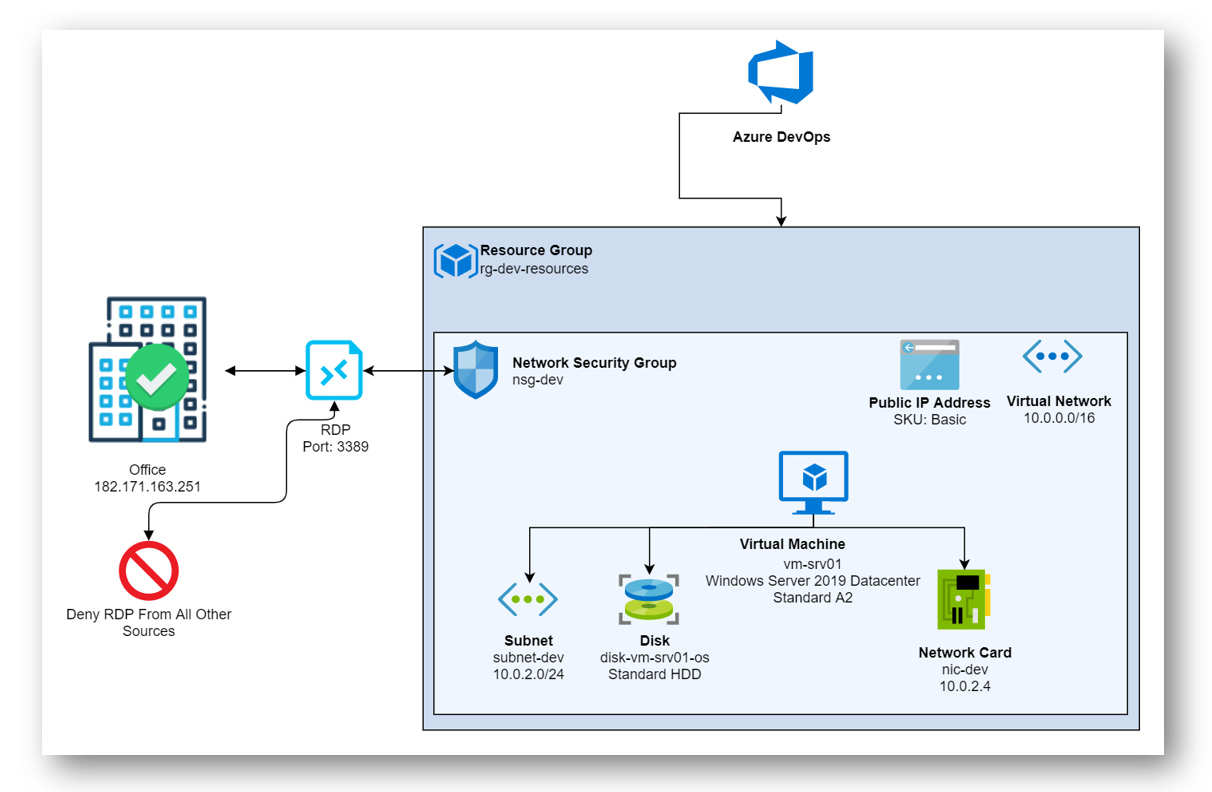 Azure DevOps
Resource Group
rg-dev-resources
Network Security Group
nsg-dev
Public IP Address
SKU: Basic
Virtual Network
10.0.0.0/16
RDP
Port: 3389
Office
182.171.163.251
Deny RDP From All Other
Sources
Virtual Machine
vm-srv01
Windows Server 2019 Datacenter
Standard A2
Subnet
subnet-dev
10.0.2.0/24
Disk
disk-vm-srv01-os
Standard HDD
Network Card
nic-dev
10.0.2.4